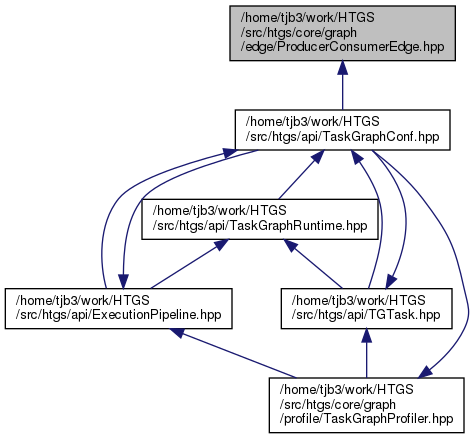 /home/tjb3/work/HTGS
/src/htgs/core/graph
/edge/ProducerConsumerEdge.hpp
/home/tjb3/work/HTGS
/src/htgs/api/TaskGraphConf.hpp
/home/tjb3/work/HTGS
/src/htgs/api/TaskGraphRuntime.hpp
/home/tjb3/work/HTGS
/src/htgs/api/ExecutionPipeline.hpp
/home/tjb3/work/HTGS
/src/htgs/api/TGTask.hpp
/home/tjb3/work/HTGS
/src/htgs/core/graph
/profile/TaskGraphProfiler.hpp